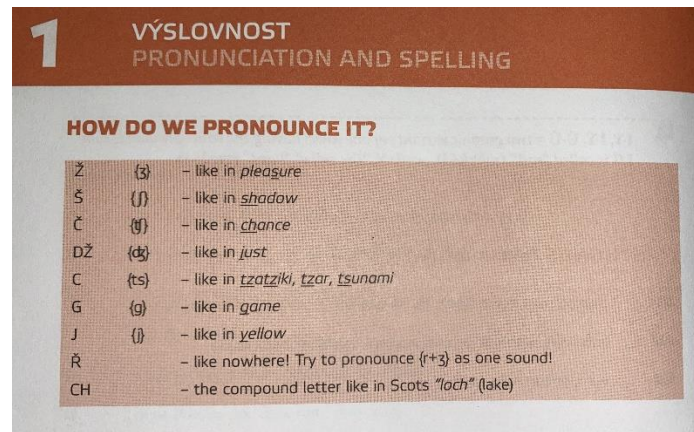 1 VÝSLOVNOST
PRONUNCIATION AND SPELLING
HOW DO WE PRONOUNCE IT?
Ž {ʒ} – like in pleasure
Š {ʃ} – like in shadow
Č {ʧ} – like in chance
DŽ {ʤ} – like in just
C {ts} – like in tzatziki, tzar, tsunami
G {g} – like in game
J {j} – like in yellow
Ř – like nowhere! Try to pronounce {r+ʒ} as one sound!
CH – the compound letter like in Scots "loch" (lake)